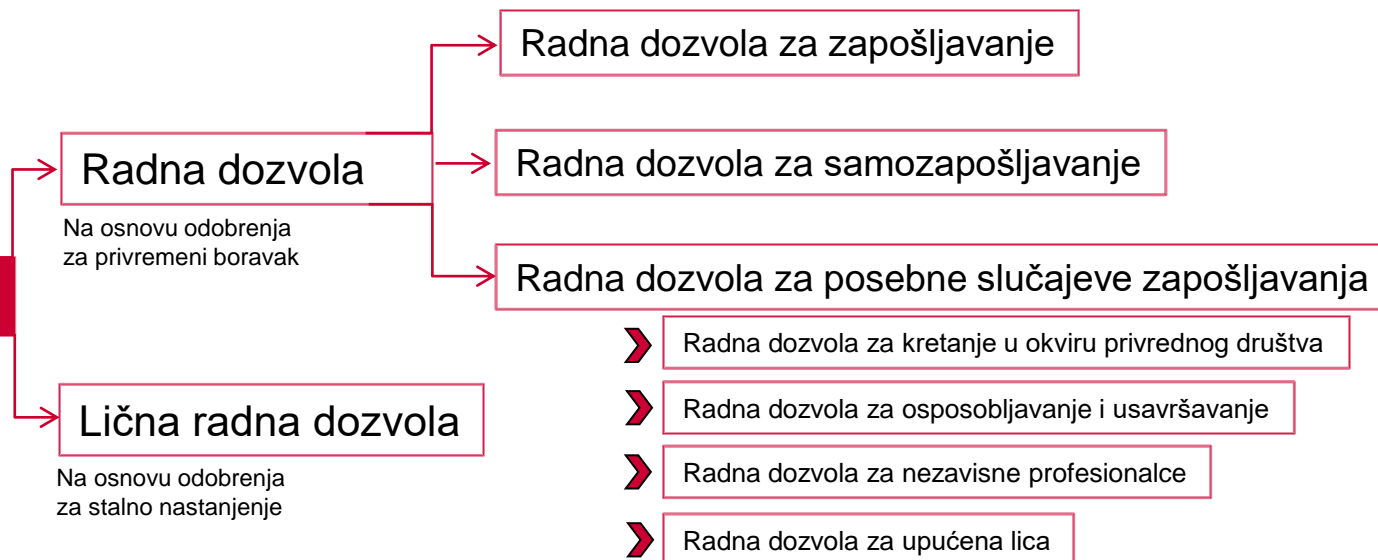 Radna dozvola za zapošljavanje
Radna dozvola
Radna dozvola za samozapošljavanje
Na osnovu odobrenja
za privremeni boravak
Radna dozvola za posebne slučajeve zapošljavanja
Radna dozvola za kretanje u okviru privrednog društva
Radna dozvola za osposobljavanje i usavršavanje
Radna dozvola za nezavisne profesionalce
Radna dozvola za upućena lica
Lična radna dozvola
Na osnovu odobrenja
za stalno nastanjenje